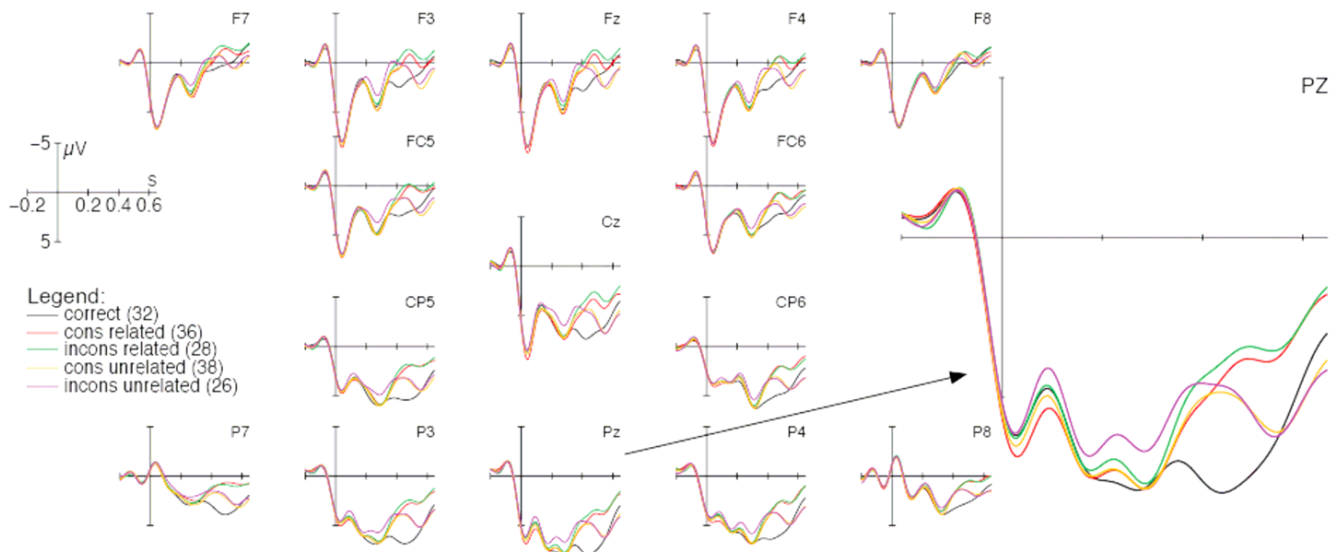 F7
F3
Fz
F4
F8
PZ
FC5
FC6
−5 μV
S
−0.2 0.2 0.4 0.6
5
Cz
Legend:
correct (32)
cons related (36)
incons related (28)
cons unrelated (38)
incons unrelated (26)
CP5
CP6
P7
P3
Pz
P4
P8